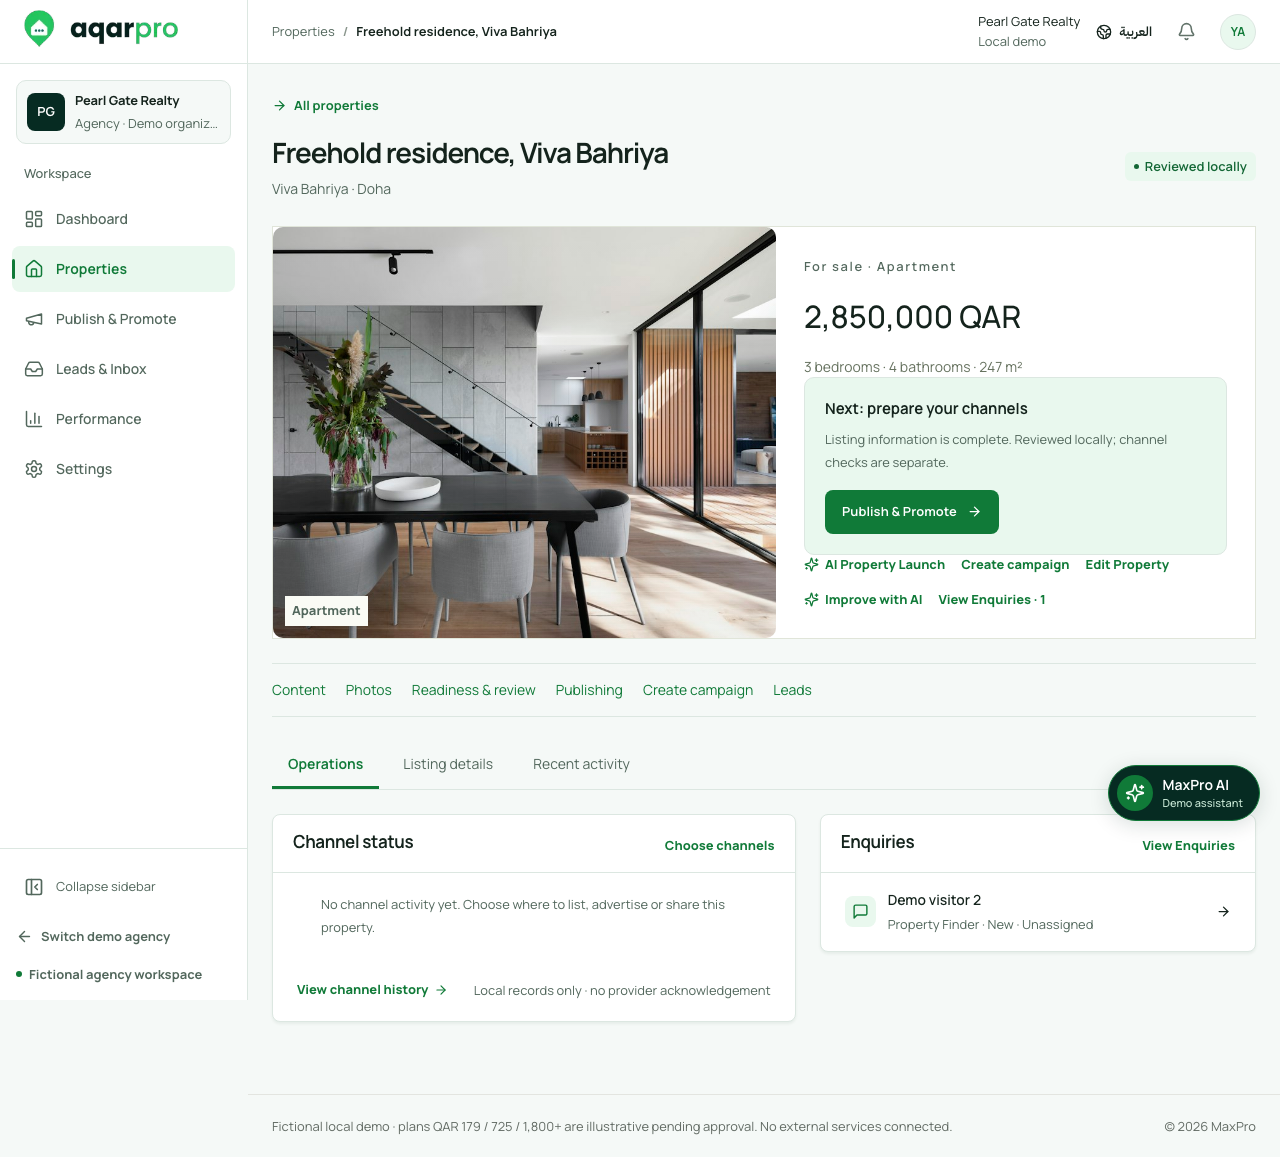 aqarpro
Properties / Freehold residence, Viva Bahriya
Pearl Gate Realty
Local demo
العربية
YA
PG
Pearl Gate Realty
Agency · Demo organiz...
Workspace
Dashboard
Properties
Publish & Promote
Leads & Inbox
Performance
Settings
Collapse sidebar
Switch demo agency
Fictional agency workspace
All properties
Freehold residence, Viva Bahriya
Viva Bahriya · Doha
Reviewed locally
Apartment
For sale · Apartment
2,850,000 QAR
3 bedrooms · 4 bathrooms · 247 m²
Next: prepare your channels
Listing information is complete. Reviewed locally; channel
checks are separate.
Publish & Promote
AI Property Launch Create campaign Edit Property
Improve with AI View Enquiries · 1
Content Photos Readiness & review Publishing Create campaign Leads
Operations Listing details Recent activity
MaxPro AI
Demo assistant
Channel status
Choose channels
No channel activity yet. Choose where to list, advertise or share this
property.
View channel history
Local records only · no provider acknowledgement
Enquiries
View Enquiries
Demo visitor 2
Property Finder · New · Unassigned
Fictional local demo · plans QAR 179 / 725 / 1,800+ are illustrative pending approval. No external services connected.
© 2026 MaxPro